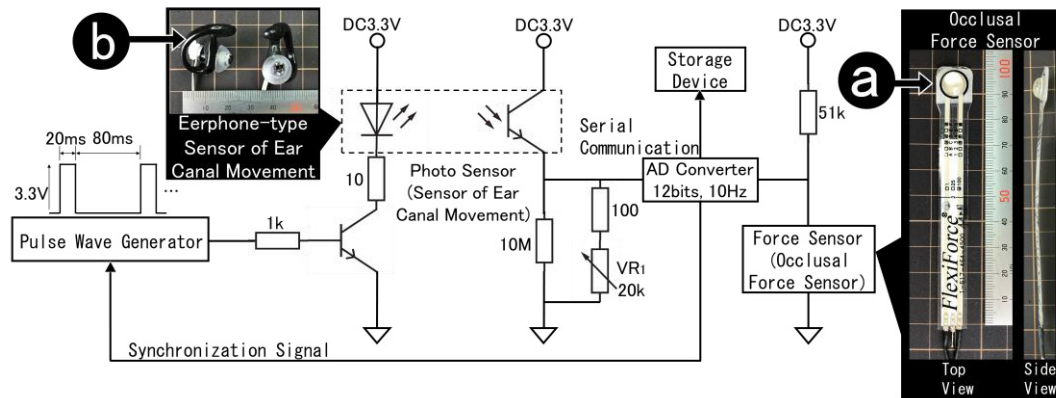 b
Eerphone-type
Sensor of Ear
Canal Movement
DC3.3V
DC3.3V
DC3.3V
Storage
Device
Occlusal
Force Sensor
a
20ms
80ms
3.3V
...
Pulse Wave Generator
1k
10
Photo Sensor
(Sensor of Ear
Canal Movement)
Serial
Communication
AD Converter
12bits, 10Hz
51k
100
10M
VR1
20k
Force Sensor
(Occlusal
Force Sensor)
Synchronization Signal
100
50
FlexiForce
Top
View
Side
View